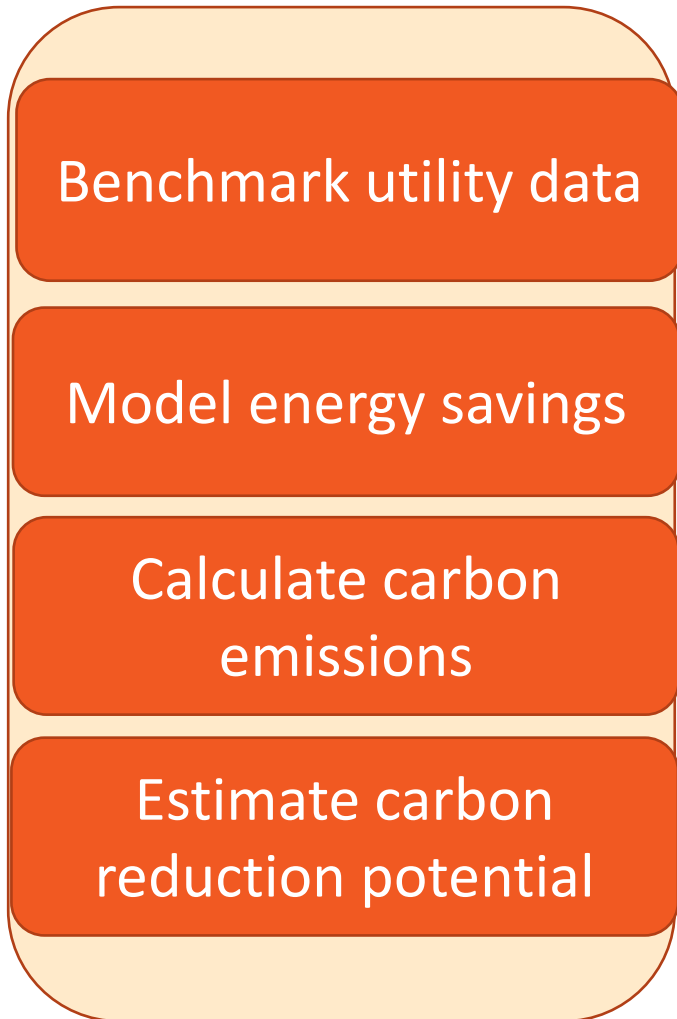 Benchmark utility data
Model energy savings
Calculate carbon
emissions
Estimate carbon
reduction potential